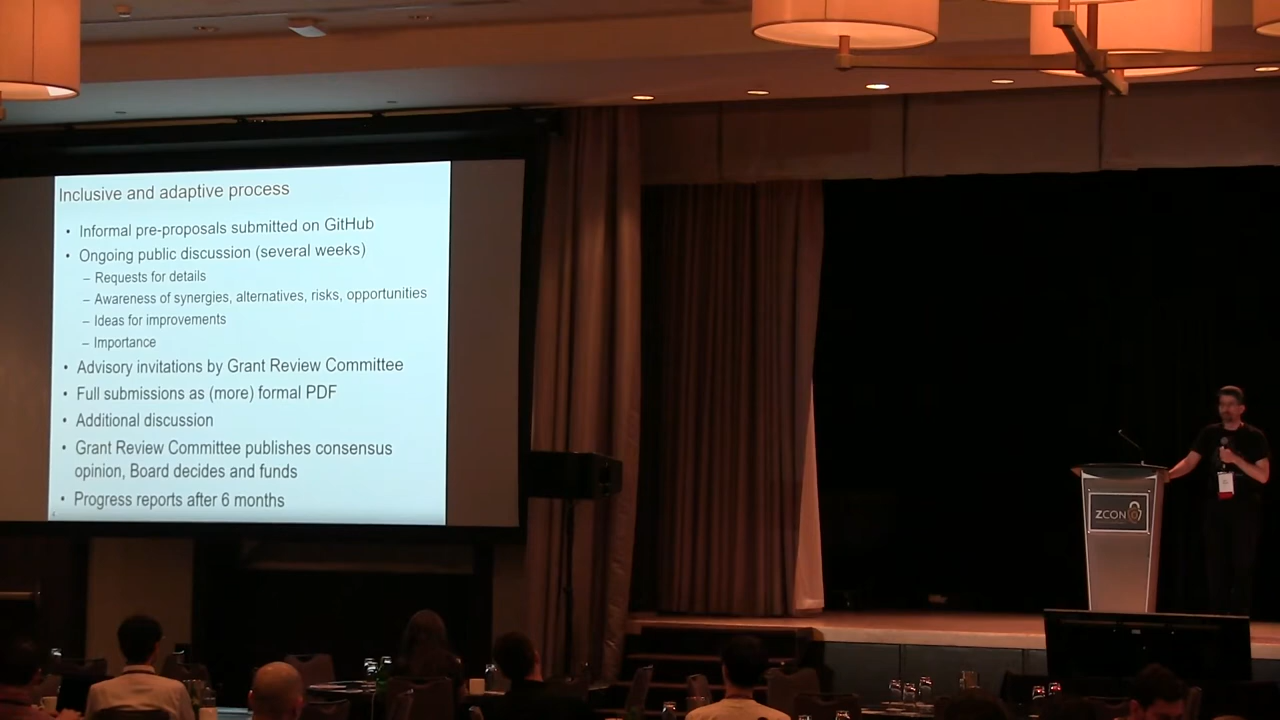 Inclusive and adaptive process
• Informal pre-proposals submitted on GitHub
• Ongoing public discussion (several weeks)
– Requests for details
– Awareness of synergies, alternatives, risks, opportunities
– Ideas for improvements
– Importance
• Advisory invitations by Grant Review Committee
• Full submissions as (more) formal PDF
• Additional discussion
• Grant Review Committee publishes consensus
opinion, Board decides and funds
• Progress reports after 6 months
ZCON